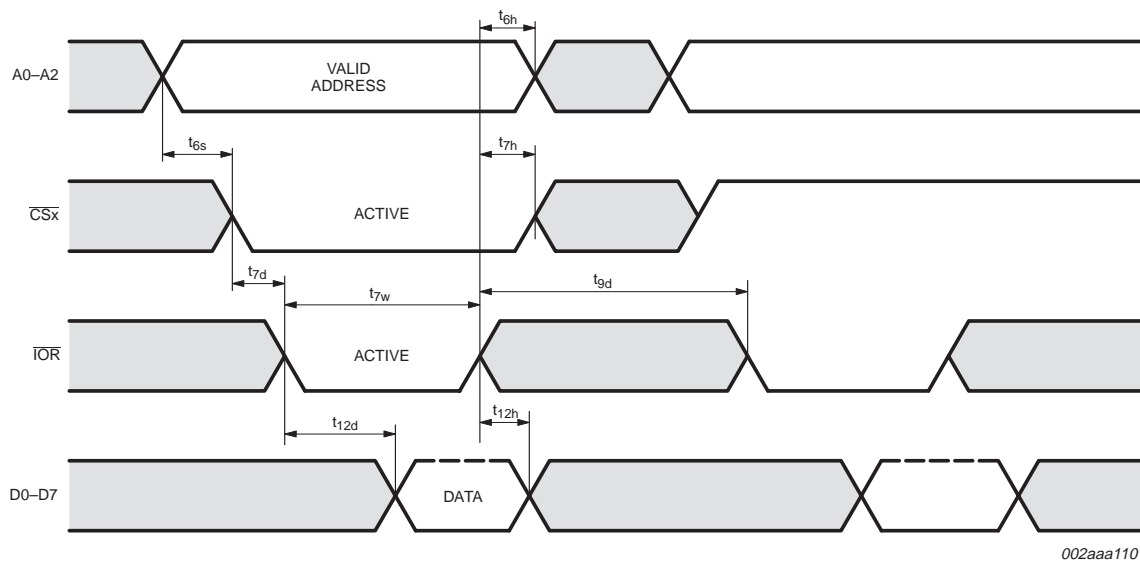 t6h
A0–A2
VALID
ADDRESS
t6s
t7h
CSx
ACTIVE
t7d
t7w
t9d
IOR
ACTIVE
t12d
t12h
D0–D7
DATA
002aaa110